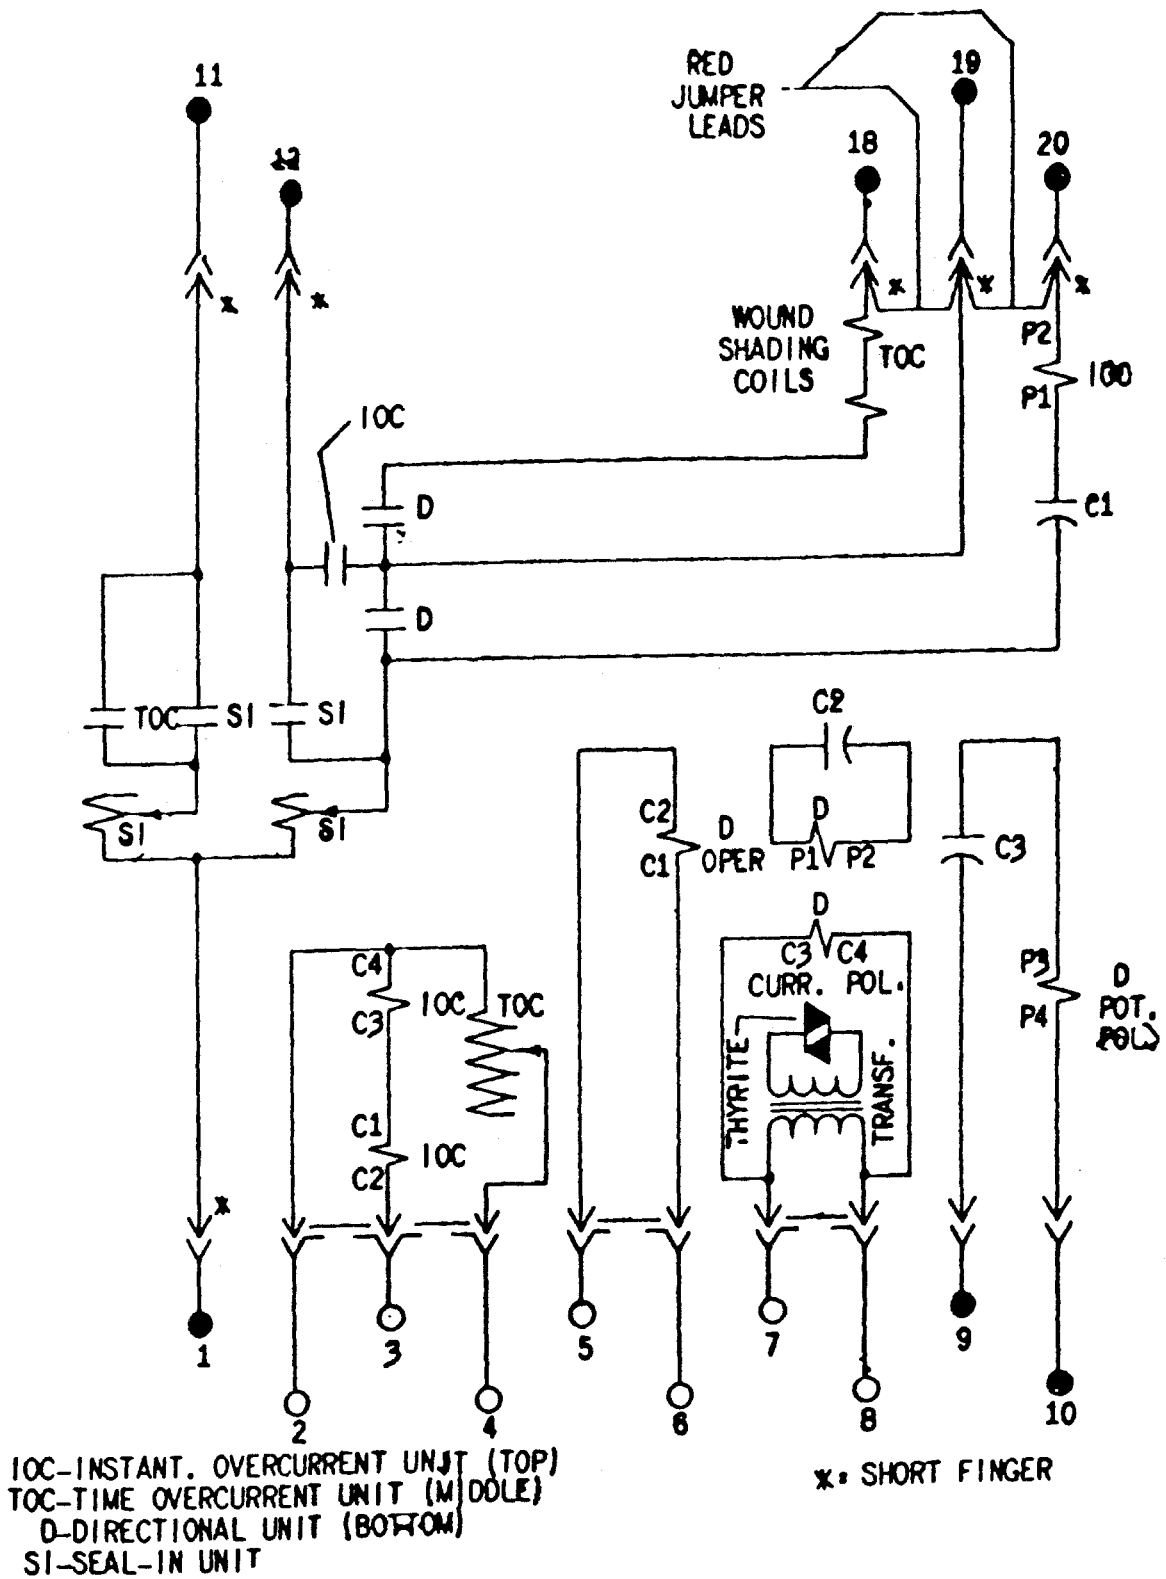 11
12
RED
JUMPER
LEADS
19
18
20
*
*
*
*
*
WOUND
SHADING
COILS
TOC
P2
P1
IOC
C1
D
D
TOC
SI
SI
SI
SI
C2
D
P1
P2
C2
C1
D
OPER
C3
D
C3
C4
CURR. POL.
THYRITE
TRANSF.
P3
P4
D
POT.
C4
C3
IOC
TOC
C1
C2
IOC
*
1
2
3
4
5
6
7
8
9
10
IOC-INSTANT. OVERCURRENT UNIT (TOP)
TOC-TIME OVERCURRENT UNIT (MIDDLE)
D-DIRECTIONAL UNIT (BOTTOM)
SI-SEAL-IN UNIT
*= SHORT FINGER